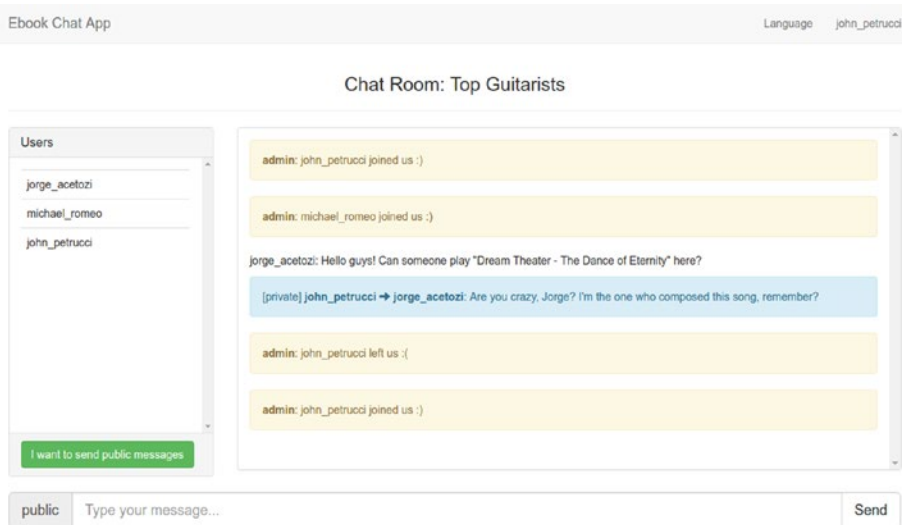 Ebook Chat App
Language
john_petrucci
Chat Room: Top Guitarists
Users
jorge_acetozi
michael_romeo
john_petrucci
I want to send public messages
admin: john_petrucci joined us :)
admin: michael_romeo joined us :)
jorge_acetozi: Hello guys! Can someone play "Dream Theater - The Dance of Eternity" here?
[private] john_petrucci ➔ jorge_acetozi: Are you crazy, Jorge? I'm the one who composed this song, remember?
admin: john_petrucci left us :(
admin: john_petrucci joined us :)
public
Type your message...
Send